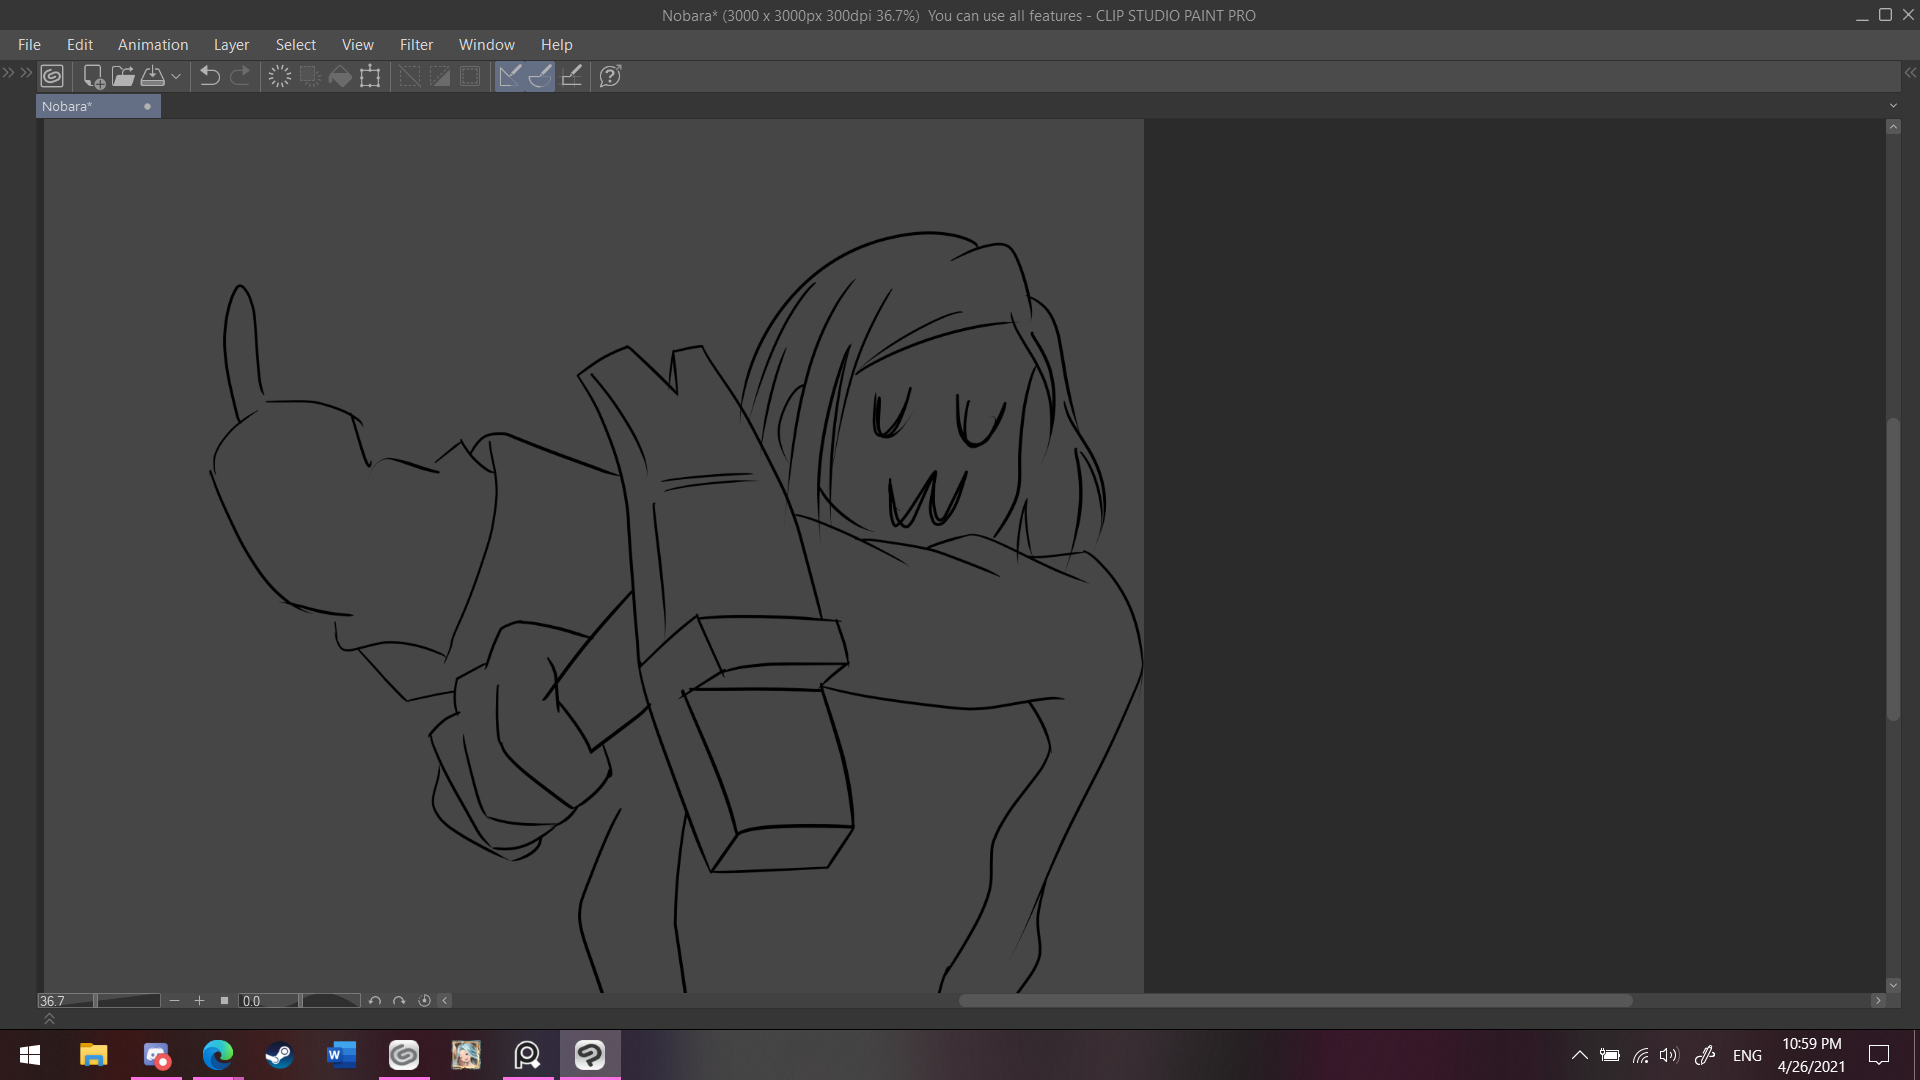 Nobara* (3000 x 3000px 300dpi 36.7%)  You can use all features - CLIP STUDIO PAINT PRO
File Edit Animation Layer Select View Filter Window Help
Nobara*
36.7 0.0
ENG
10:59 PM
4/26/2021